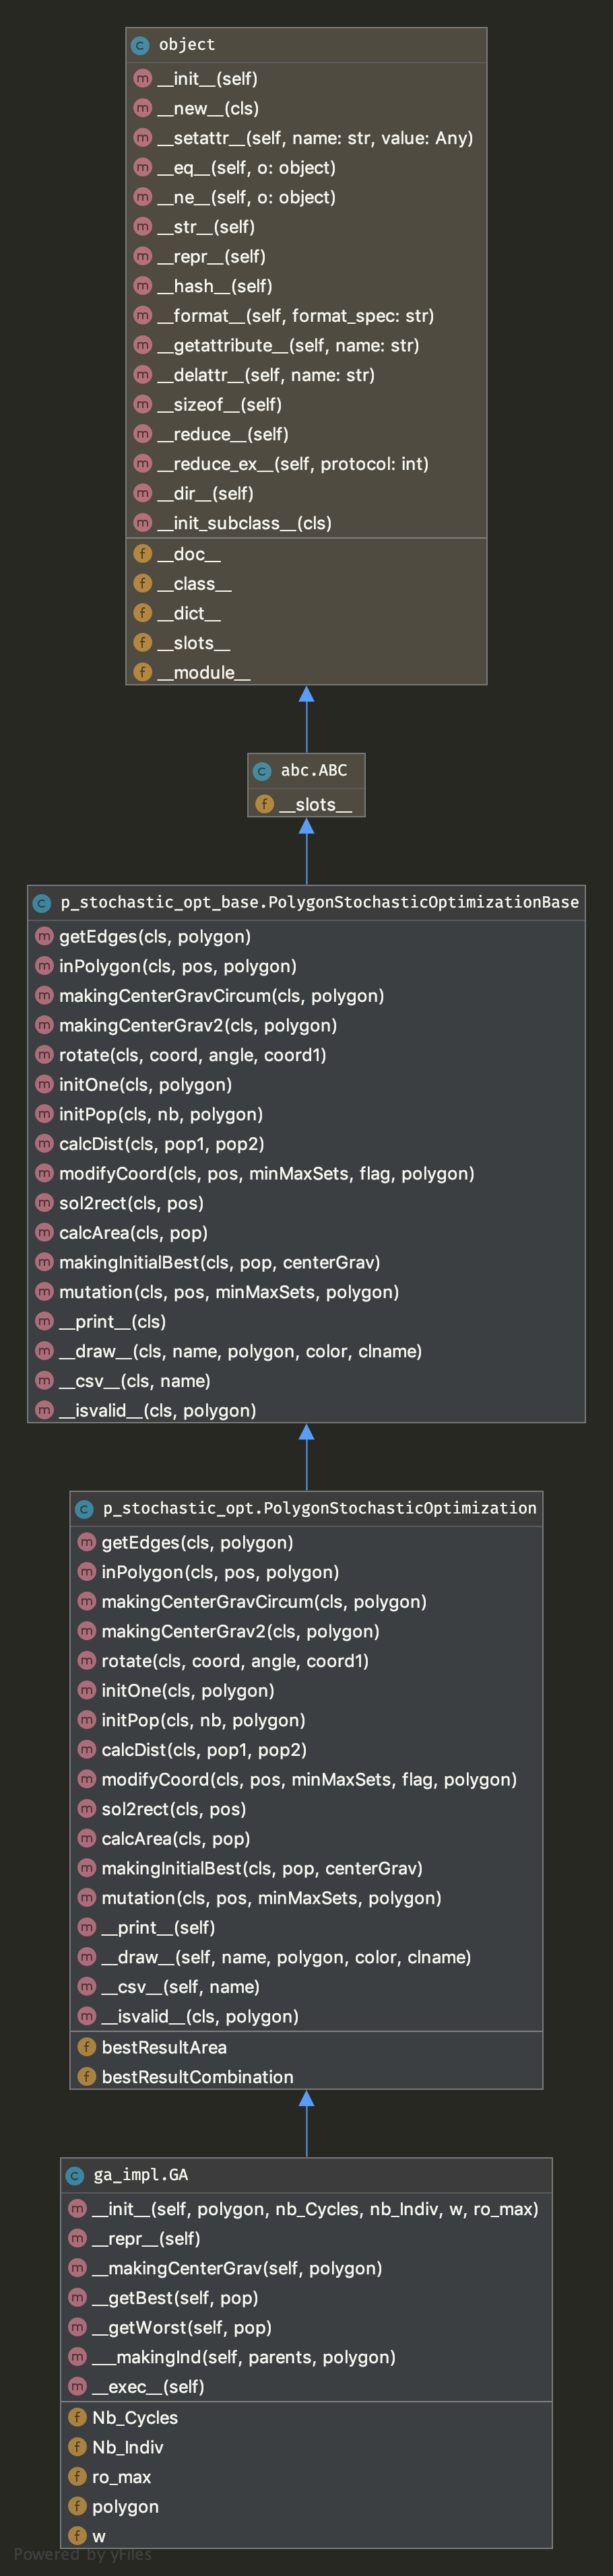 object
__init__(self)
__new__(cls)
__setattr__(self, name: str, value: Any)
__eq__(self, o: object)
__ne__(self, o: object)
__str__(self)
__repr__(self)
__hash__(self)
__format__(self, format_spec: str)
__getattribute__(self, name: str)
__delattr__(self, name: str)
__sizeof__(self)
__reduce__(self)
__reduce_ex__(self, protocol: int)
__dir__(self)
__init_subclass__(cls)
__doc__
__class__
__dict__
__slots__
__module__
abc.ABC
__slots__
p_stochastic_opt_base.PolygonStochasticOptimizationBase
getEdges(cls, polygon)
inPolygon(cls, pos, polygon)
makingCenterGravCircum(cls, polygon)
makingCenterGrav2(cls, polygon)
rotate(cls, coord, angle, coord1)
initOne(cls, polygon)
initPop(cls, nb, polygon)
calcDist(cls, pop1, pop2)
modifyCoord(cls, pos, minMaxSets, flag, polygon)
sol2rect(cls, pos)
calcArea(cls, pop)
makingInitialBest(cls, pop, centerGrav)
mutation(cls, pos, minMaxSets, polygon)
__print__(cls)
__draw__(cls, name, polygon, color, clname)
__csv__(cls, name)
__isvalid__(cls, polygon)
p_stochastic_opt.PolygonStochasticOptimization
getEdges(cls, polygon)
inPolygon(cls, pos, polygon)
makingCenterGravCircum(cls, polygon)
makingCenterGrav2(cls, polygon)
rotate(cls, coord, angle, coord1)
initOne(cls, polygon)
initPop(cls, nb, polygon)
calcDist(cls, pop1, pop2)
modifyCoord(cls, pos, minMaxSets, flag, polygon)
sol2rect(cls, pos)
calcArea(cls, pop)
makingInitialBest(cls, pop, centerGrav)
mutation(cls, pos, minMaxSets, polygon)
__print__(self)
__draw__(self, name, polygon, color, clname)
__csv__(self, name)
__isvalid__(cls, polygon)
bestResultArea
bestResultCombination
ga_impl.GA
__init__(self, polygon, nb_Cycles, nb_Indiv, w, ro_max)
__repr__(self)
__makingCenterGrav(self, polygon)
__getBest(self, pop)
__getWorst(self, pop)
___makingInd(self, parents, polygon)
__exec__(self)
Nb_Cycles
Nb_Indiv
ro_max
polygon
w
Powered by yFiles